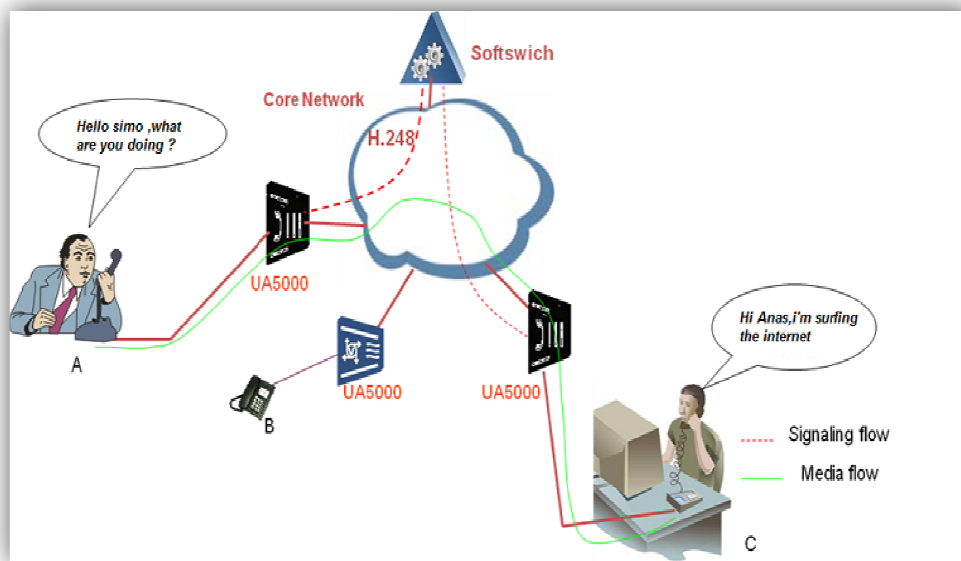 Softswich
Core Network
Hello simo ,what
are you doing ?
H.248
UA5000
A
UA5000
B
UA5000
Hi Anas,i'm surfing
the internet
Signaling flow
Media flow
C